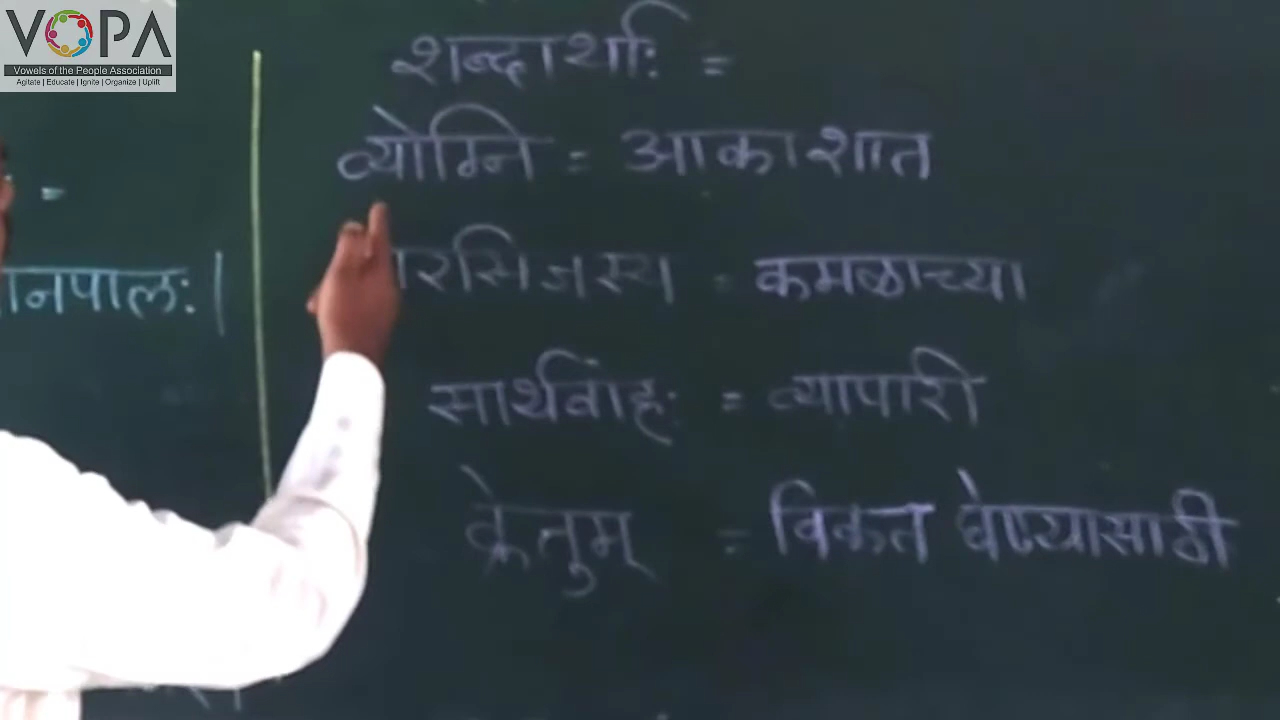 VOPA
Vowels of the People Association
Agitate | Educate | Ignite | Organize | Uplift
शब्दार्थाः =
व्योम्नि = आकाशात
रसिजस्य = कमळाच्या
सार्थवाहः = व्यापारी
क्रेतुम् = विकत घेण्यासाठी
=
ानपालः |